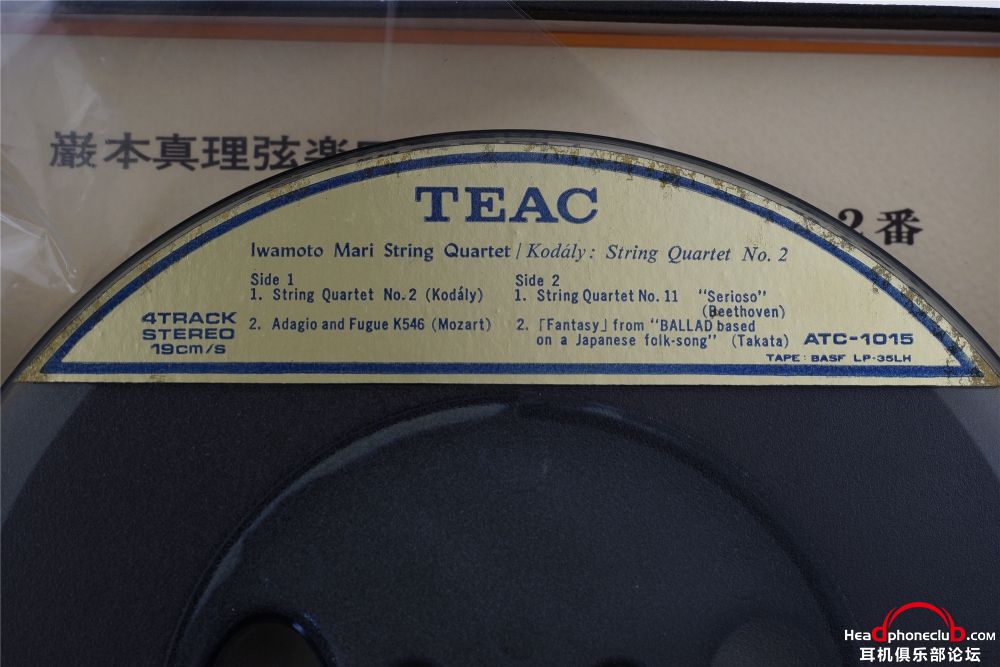 巌本真理弦楽
2番
TEAC
Iwamoto Mari String Quartet / Kodály: String Quartet No. 2
Side 1
1. String Quartet No.2 (Kodály)
2. Adagio and Fugue K546 (Mozart)
Side 2
1. String Quartet No. 11 "Serioso"
(Beethoven)
2. 「Fantasy」 from "BALLAD based
on a Japanese folk-song" (Takata)
4TRACK
STEREO
19cm/s
ATC-1015
TAPE: BASF LP-35LH
Headphoneclub.com
耳机俱乐部论坛